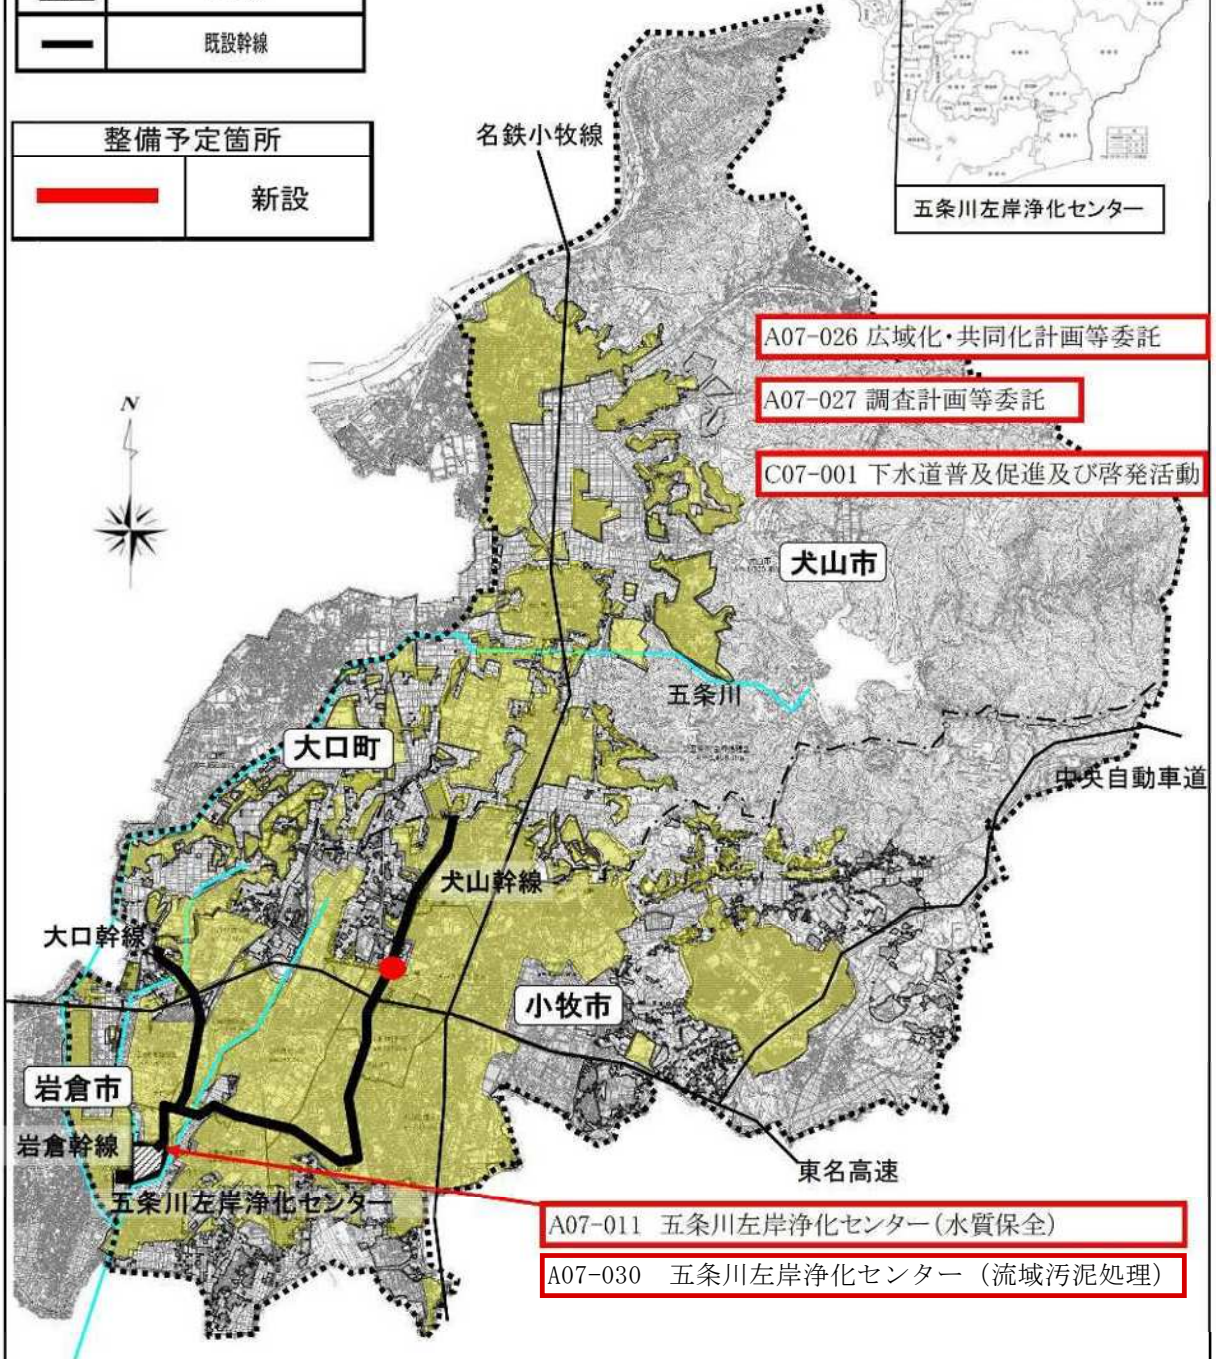 既設幹線
整備予定箇所
新設
名鉄小牧線
五条川左岸浄化センター
A07-026 広域化・共同化計画等委託
A07-027 調査計画等委託
C07-001 下水道普及促進及び啓発活動
N
犬山市
五条川
大口町
中央自動車道
犬山幹線
大口幹線
小牧市
岩倉市
岩倉幹線
東名高速
五条川左岸浄化センター
A07-011 五条川左岸浄化センター(水質保全)
A07-030 五条川左岸浄化センター (流域汚泥処理)